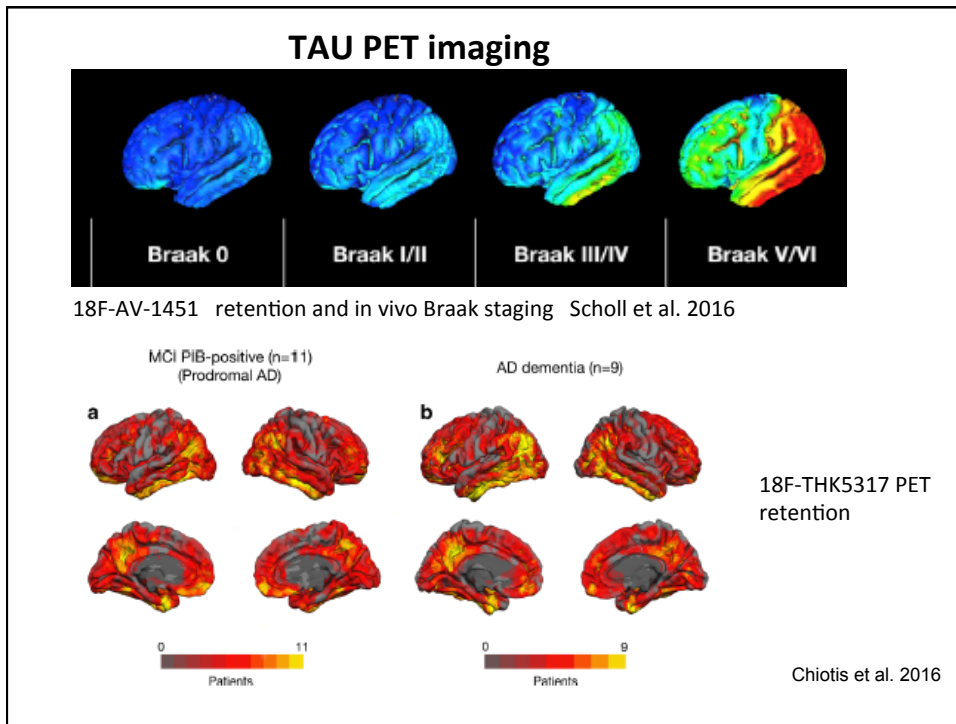 TAU PET imaging
Braak 0
Braak I/II
Braak III/IV
Braak V/VI
18F-AV-1451 retention and in vivo Braak staging Scholl et al. 2016
MCI PIB-positive (n=11)
(Prodromal AD)
AD dementia (n=9)
a
b
18F-THK5317 PET
retention
0 11
Patients
0 9
Patients
Chiotis et al. 2016